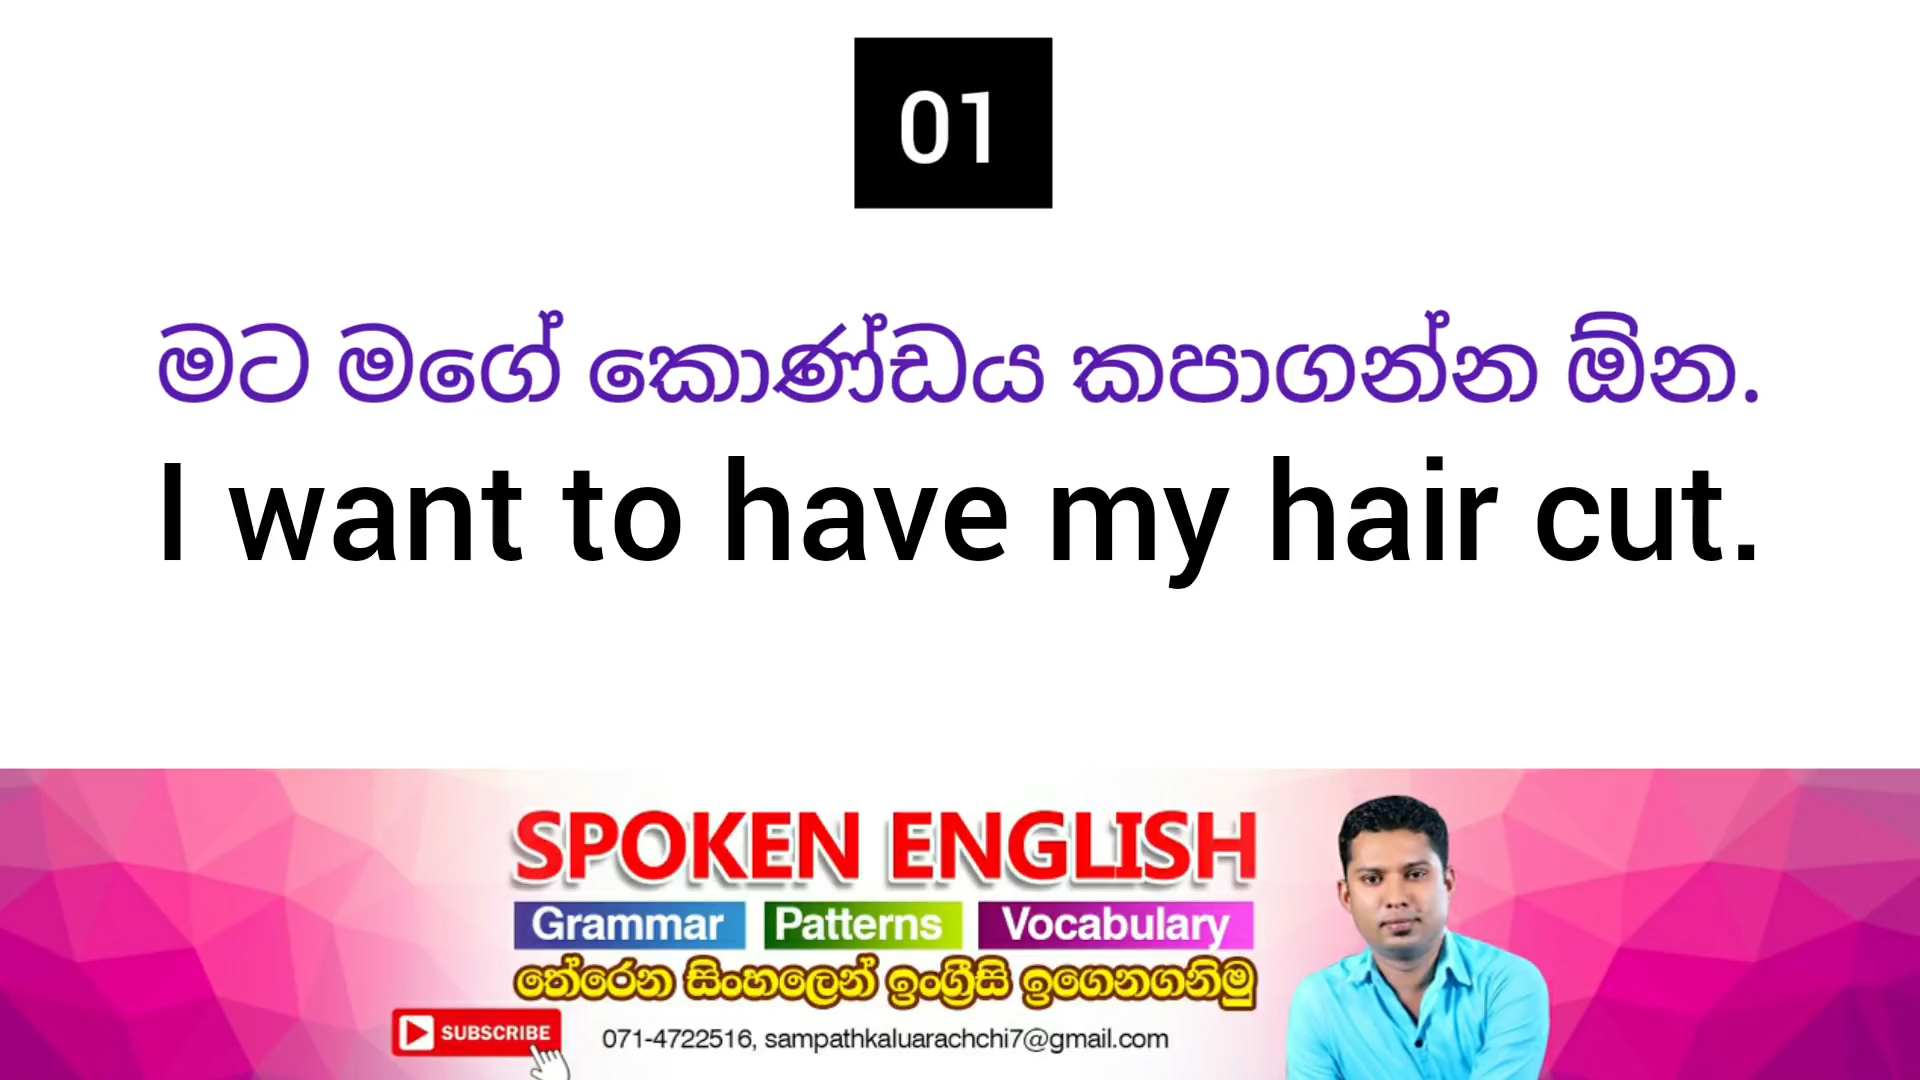 01
මට මගේ කොණ්ඩය කපාගන්න ඕන.
I want to have my hair cut.
SPOKEN ENGLISH
Grammar Patterns Vocabulary
තේරෙන සිංහලෙන් ඉංග්‍රීසි ඉගෙනගනිමු
SUBSCRIBE 071-4722516, sampathkaluarachchi7@gmail.com